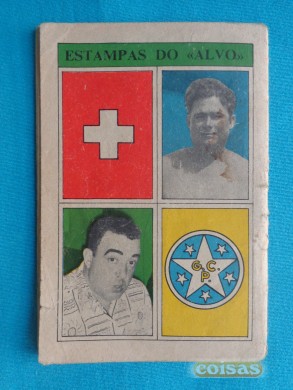 ESTAMPAS DO «ALVO»
G. C.
P.
coisas